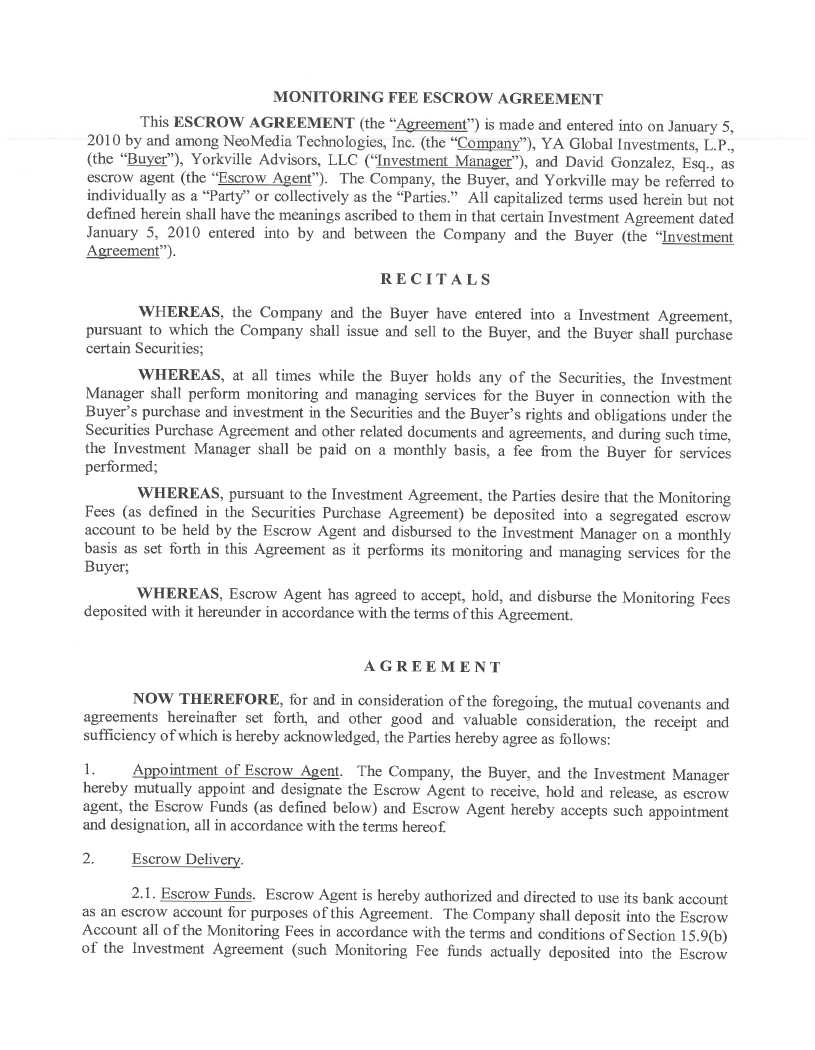 MONITORING FEE ESCROW AGREEMENT
This ESCROW AGREEMENT (the “Agreement”) is made and entered into on January 5,
2010 by and among NeoMedia Technologies, Inc. (the “Company”), YA Global Investments, L.P.,
(the “Buyer”), Yorkville Advisors, LLC (“Investment Manager”), and David Gonzalez, Esq., as
escrow agent (the “Escrow Agent”). The Company, the Buyer, and Yorkville may be referred to
individually as a “Party” or collectively as the “Parties.” All capitalized terms used herein but not
defined herein shall have the meanings ascribed to them in that certain Investment Agreement dated
January 5, 2010 entered into by and between the Company and the Buyer (the “Investment
Agreement”).
RECITALS
WHEREAS, the Company and the Buyer have entered into a Investment Agreement,
pursuant to which the Company shall issue and sell to the Buyer, and the Buyer shall purchase
certain Securities;
WHEREAS, at all times while the Buyer holds any of the Securities, the Investment
Manager shall perform monitoring and managing services for the Buyer in connection with the
Buyer’s purchase and investment in the Securities and the Buyer’s rights and obligations under the
Securities Purchase Agreement and other related documents and agreements, and during such time,
the Investment Manager shall be paid on a monthly basis, a fee from the Buyer for services
performed;
WHEREAS, pursuant to the Investment Agreement, the Parties desire that the Monitoring
Fees (as defined in the Securities Purchase Agreement) be deposited into a segregated escrow
account to be held by the Escrow Agent and disbursed to the Investment Manager on a monthly
basis as set forth in this Agreement as it performs its monitoring and managing services for the
Buyer;
WHEREAS, Escrow Agent has agreed to accept, hold, and disburse the Monitoring Fees
deposited with it hereunder in accordance with the terms of this Agreement.
AGREEMENT
NOW THEREFORE, for and in consideration of the foregoing, the mutual covenants and
agreements hereinafter set forth, and other good and valuable consideration, the receipt and
sufficiency of which is hereby acknowledged, the Parties hereby agree as follows:
1. Appointment of Escrow Agent. The Company, the Buyer, and the Investment Manager
hereby mutually appoint and designate the Escrow Agent to receive, hold and release, as escrow
agent, the Escrow Funds (as defined below) and Escrow Agent hereby accepts such appointment
and designation, all in accordance with the terms hereof.
2. Escrow Delivery.
2.1. Escrow Funds. Escrow Agent is hereby authorized and directed to use its bank account
as an escrow account for purposes of this Agreement. The Company shall deposit into the Escrow
Account all of the Monitoring Fees in accordance with the terms and conditions of Section 15.9(b)
of the Investment Agreement (such Monitoring Fee funds actually deposited into the Escrow